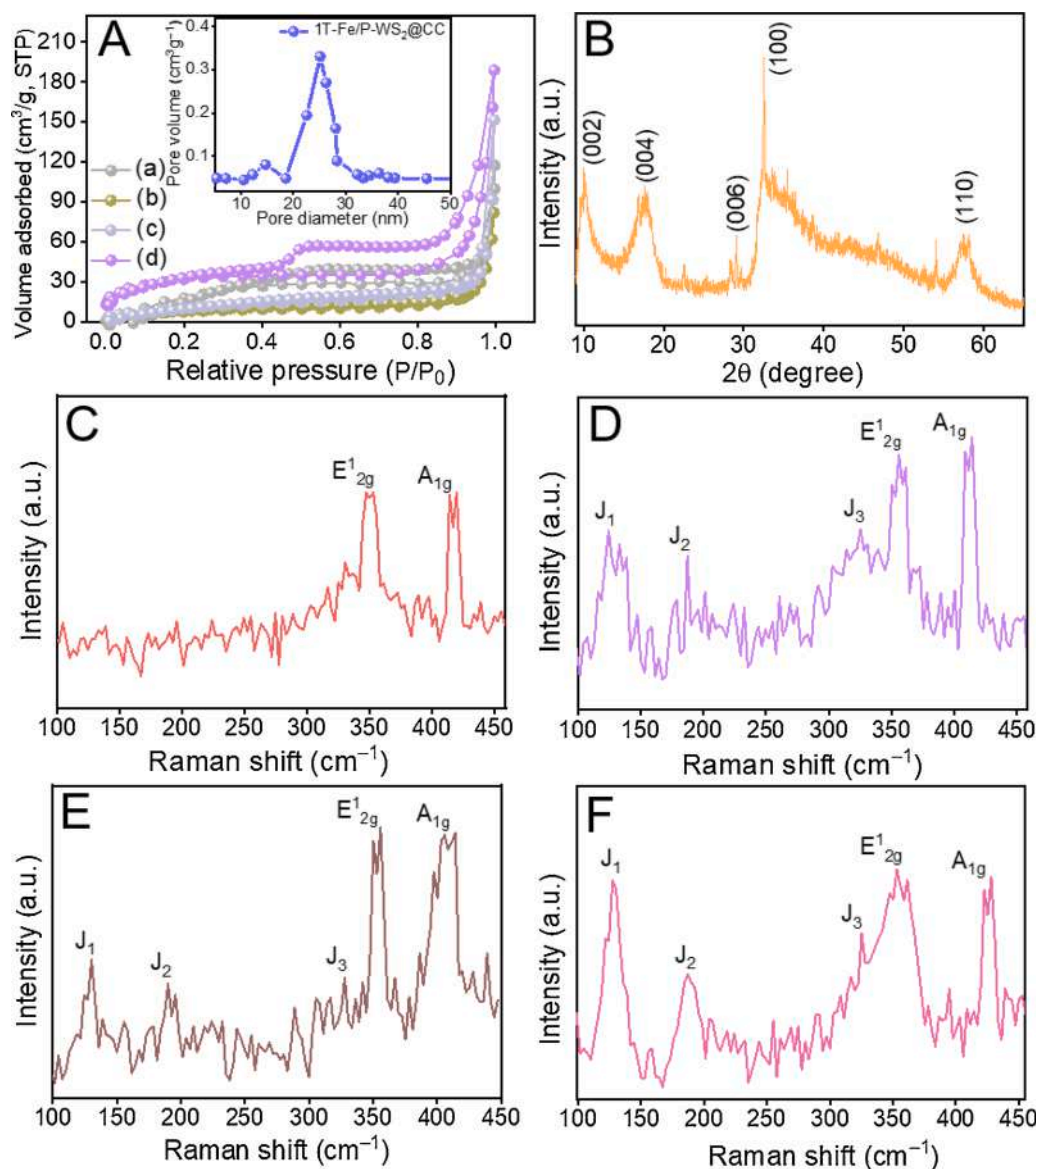 A
Volume adsorbed (cm³/g, STP)
210
180
150
120
90
60
30
0
(a)
(b)
(c)
(d)
0.0 0.2 0.4 0.6 0.8 1.0
Relative pressure (P/P₀)
Pore volume (cm³g⁻¹)
0.4
0.3
0.2
0.1
1T-Fe/P-WS₂@CC
10 20 30 40 50
Pore diameter (nm)
B
Intensity (a.u.)
(002)
(004)
(006)
(100)
(110)
10 20 30 40 50 60
2θ (degree)
C
Intensity (a.u.)
E¹₂g
A₁g
100 150 200 250 300 350 400 450
Raman shift (cm⁻¹)
D
Intensity (a.u.)
J₁
J₂
J₃
E¹₂g
A₁g
100 150 200 250 300 350 400 450
Raman shift (cm⁻¹)
E
Intensity (a.u.)
J₁
J₂
J₃
E¹₂g
A₁g
100 150 200 250 300 350 400 450
Raman shift (cm⁻¹)
F
Intensity (a.u.)
J₁
J₂
J₃
E¹₂g
A₁g
100 150 200 250 300 350 400 450
Raman shift (cm⁻¹)